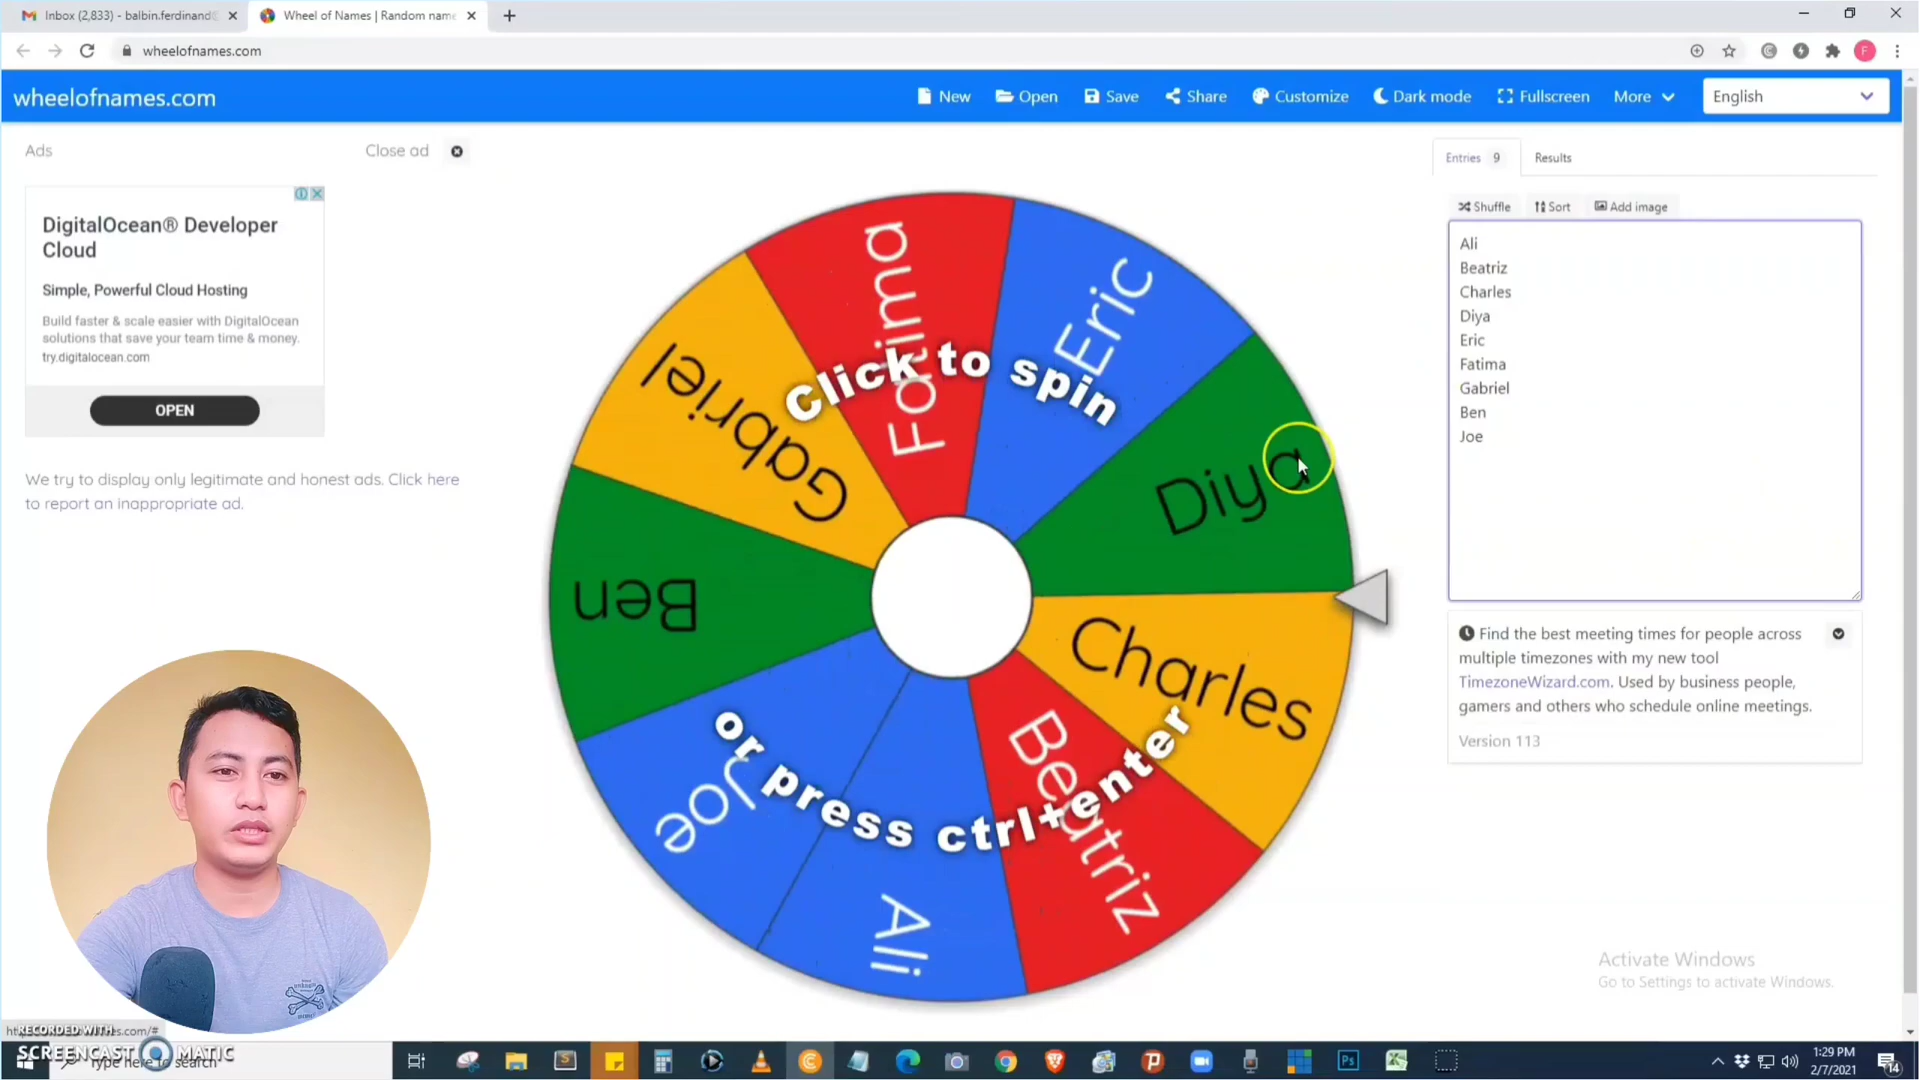 Inbox (2,833) - balbin.ferdinand@
Wheel of Names | Random name
wheelofnames.com
F
wheelofnames.com
New
Open
Save
Share
Customize
Dark mode
Fullscreen
More
English
Ads
Close ad
DigitalOcean® Developer
Cloud
Simple, Powerful Cloud Hosting
Build faster & scale easier with DigitalOcean
solutions that save your team time & money.
try.digitalocean.com
OPEN
We try to display only legitimate and honest ads. Click here
to report an inappropriate ad.
Fatima
Eric
Diya
Charles
Beatriz
Ali
Joe
Ben
Gabriel
Click to spin
or press ctrl+enter
Entries 9
Results
Shuffle
Sort
Add image
Ali
Beatriz
Charles
Diya
Eric
Fatima
Gabriel
Ben
Joe
Find the best meeting times for people across
multiple timezones with my new tool
TimezoneWizard.com. Used by business people,
gamers and others who schedule online meetings.
Version 113
Activate Windows
Go to Settings to activate Windows.
RECORDED WITH
SCREENCAST MATIC
Type here to search
Ps
1:29 PM
2/7/2021
14